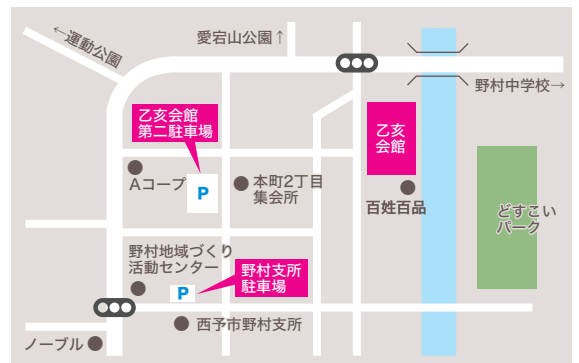 ←運動公園
愛宕山公園↑
野村中学校→
乙亥会館
第二駐車場
乙亥
会館
Aコープ
P
本町2丁目
集会所
百姓百品
どすこい
パーク
野村地域づくり
活動センター
P
野村支所
駐車場
西予市野村支所
ノーブル